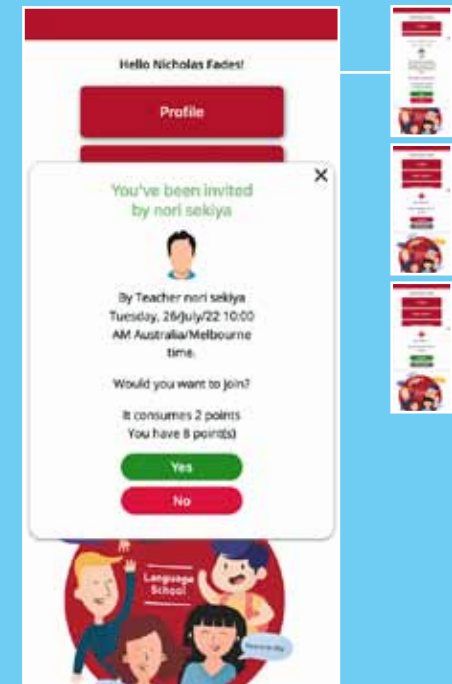 Hello Nicholas Fades!
Profile
You've been invited
by nori sekiya
By Teacher nori sekiya
Tuesday, 26/July/22 10:00
AM Australia/Melbourne
time.
Would you want to join?
It consumes 2 points
You have 8 point(s)
Yes
No
Language
School